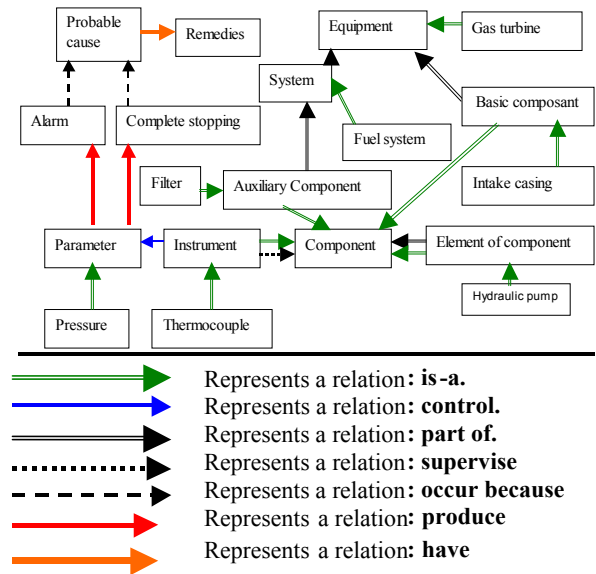 Probable
cause
Remedies
Equipment
Gas turbine
System
Basic composant
Alarm
Complete stopping
Fuel system
Filter
Auxiliary Component
Intake casing
Parameter
Instrument
Component
Element of component
Pressure
Thermocouple
Hydraulic pump
Represents a relation: is-a.
Represents a relation: control.
Represents a relation: part of.
Represents a relation: supervise
Represents a relation: occur because
Represents a relation: produce
Represents a relation: have